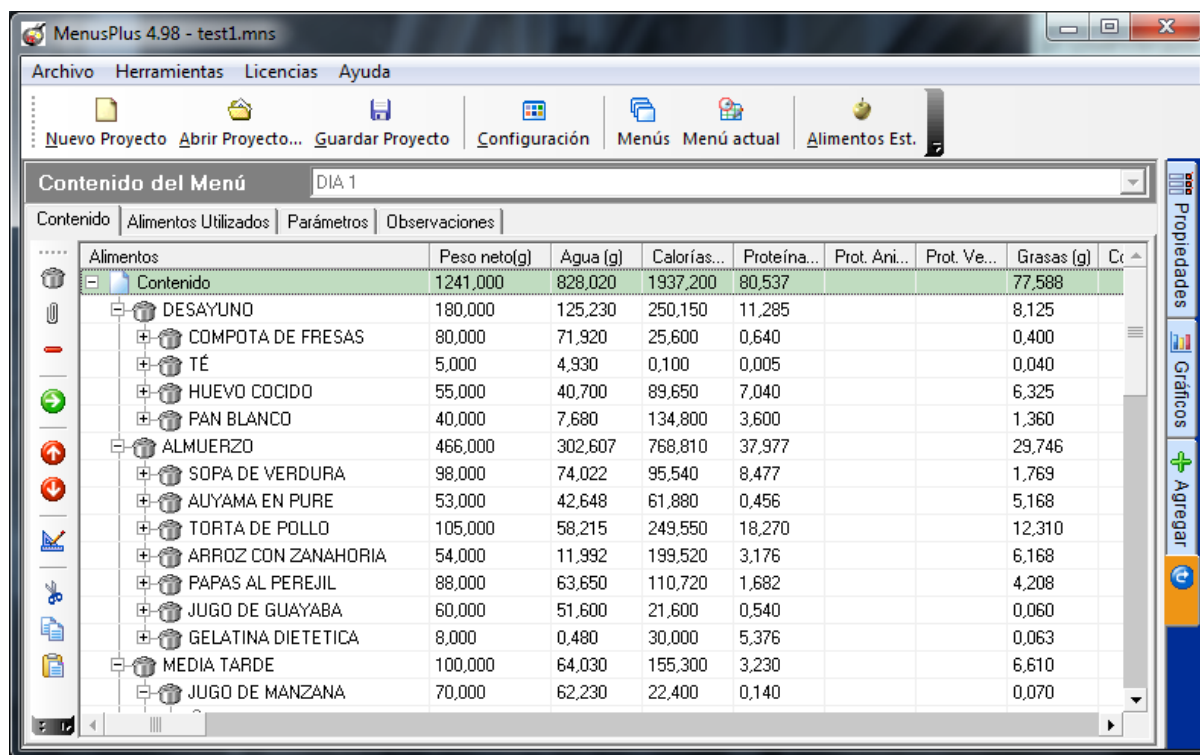 MenusPlus 4.98 - test1.mns
Archivo Herramientas Licencias Ayuda
Nuevo Proyecto Abrir Proyecto... Guardar Proyecto Configuración Menús Menú actual Alimentos Est.
Contenido del Menú DIA 1
Contenido Alimentos Utilizados Parámetros Observaciones
Alimentos Peso neto(g) Agua (g) Calorías... Proteína... Prot. Ani... Prot. Ve... Grasas (g)
Contenido 1241,000 828,020 1937,200 80,537 77,588
DESAYUNO 180,000 125,230 250,150 11,285 8,125
COMPOTA DE FRESAS 80,000 71,920 25,600 0,640 0,400
TÉ 5,000 4,930 0,100 0,005 0,040
HUEVO COCIDO 55,000 40,700 89,650 7,040 6,325
PAN BLANCO 40,000 7,680 134,800 3,600 1,360
ALMUERZO 466,000 302,607 768,810 37,977 29,746
SOPA DE VERDURA 98,000 74,022 95,540 8,477 1,769
AUYAMA EN PURE 53,000 42,648 61,880 0,456 5,168
TORTA DE POLLO 105,000 58,215 249,550 18,270 12,310
ARROZ CON ZANAHORIA 54,000 11,992 199,520 3,176 6,168
PAPAS AL PEREJIL 88,000 63,650 110,720 1,682 4,208
JUGO DE GUAYABA 60,000 51,600 21,600 0,540 0,060
GELATINA DIETETICA 8,000 0,480 30,000 5,376 0,063
MEDIA TARDE 100,000 64,030 155,300 3,230 6,610
JUGO DE MANZANA 70,000 62,230 22,400 0,140 0,070
Propiedades
Gráficos
Agregar